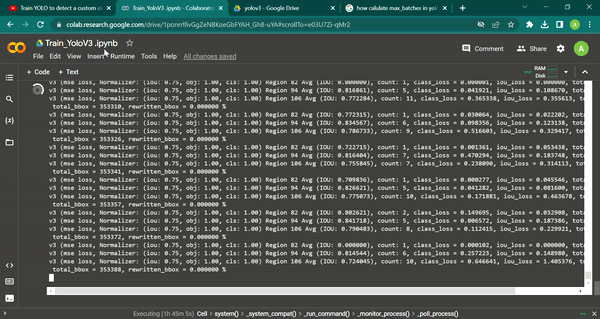 Train YOLO to detect a custom o
Train_YoloV3 .ipynb - Colaborat
yolov3 - Google Drive
how calulate max_batches in yol
colab.research.google.com/drive/1ponrrIfivGgZeNBKoeGbFYAH_Gh8-uYA#scrollTo=e03U7Zi-qMr2
Train_YoloV3 .ipynb
File Edit View Insert Runtime Tools Help All changes saved
Comment Share A
+ Code + Text RAM Disk
v3 (mse loss, Normalizer: (iou: 0.75, obj: 1.00, cls: 1.00) Region 82 Avg (IOU: 0.000000), count: 1, class_loss = 0.000001, iou_loss = 0.000000, tot
v3 (mse loss, Normalizer: (iou: 0.75, obj: 1.00, cls: 1.00) Region 94 Avg (IOU: 0.816861), count: 5, class_loss = 0.041921, iou_loss = 0.108670, tot
v3 (mse loss, Normalizer: (iou: 0.75, obj: 1.00, cls: 1.00) Region 106 Avg (IOU: 0.772284), count: 11, class_loss = 0.365338, iou_loss = 0.355613, to
total_bbox = 353310, rewritten_bbox = 0.000000 %
v3 (mse loss, Normalizer: (iou: 0.75, obj: 1.00, cls: 1.00) Region 82 Avg (IOU: 0.772315), count: 1, class_loss = 0.030064, iou_loss = 0.022202, tot
v3 (mse loss, Normalizer: (iou: 0.75, obj: 1.00, cls: 1.00) Region 94 Avg (IOU: 0.834567), count: 6, class_loss = 0.098356, iou_loss = 0.123138, tot
v3 (mse loss, Normalizer: (iou: 0.75, obj: 1.00, cls: 1.00) Region 106 Avg (IOU: 0.786733), count: 9, class_loss = 0.516603, iou_loss = 0.329417, to
total_bbox = 353326, rewritten_bbox = 0.000000 %
v3 (mse loss, Normalizer: (iou: 0.75, obj: 1.00, cls: 1.00) Region 82 Avg (IOU: 0.722715), count: 1, class_loss = 0.001361, iou_loss = 0.053438, tot
v3 (mse loss, Normalizer: (iou: 0.75, obj: 1.00, cls: 1.00) Region 94 Avg (IOU: 0.816404), count: 7, class_loss = 0.470294, iou_loss = 0.183748, tot
v3 (mse loss, Normalizer: (iou: 0.75, obj: 1.00, cls: 1.00) Region 106 Avg (IOU: 0.755845), count: 7, class_loss = 0.238090, iou_loss = 0.314113, to
total_bbox = 353341, rewritten_bbox = 0.000000 %
v3 (mse loss, Normalizer: (iou: 0.75, obj: 1.00, cls: 1.00) Region 82 Avg (IOU: 0.709836), count: 1, class_loss = 0.000277, iou_loss = 0.045546, tot
v3 (mse loss, Normalizer: (iou: 0.75, obj: 1.00, cls: 1.00) Region 94 Avg (IOU: 0.826621), count: 5, class_loss = 0.041282, iou_loss = 0.081600, tot
v3 (mse loss, Normalizer: (iou: 0.75, obj: 1.00, cls: 1.00) Region 106 Avg (IOU: 0.775073), count: 10, class_loss = 0.171881, iou_loss = 0.463678, to
total_bbox = 353357, rewritten_bbox = 0.000000 %
v3 (mse loss, Normalizer: (iou: 0.75, obj: 1.00, cls: 1.00) Region 82 Avg (IOU: 0.802621), count: 2, class_loss = 0.149695, iou_loss = 0.032908, tot
v3 (mse loss, Normalizer: (iou: 0.75, obj: 1.00, cls: 1.00) Region 94 Avg (IOU: 0.841718), count: 5, class_loss = 0.006572, iou_loss = 0.187386, tot
v3 (mse loss, Normalizer: (iou: 0.75, obj: 1.00, cls: 1.00) Region 106 Avg (IOU: 0.790483), count: 8, class_loss = 0.112415, iou_loss = 0.229921, to
total_bbox = 353372, rewritten_bbox = 0.000000 %
v3 (mse loss, Normalizer: (iou: 0.75, obj: 1.00, cls: 1.00) Region 82 Avg (IOU: 0.000000), count: 1, class_loss = 0.000102, iou_loss = 0.000000, tot
v3 (mse loss, Normalizer: (iou: 0.75, obj: 1.00, cls: 1.00) Region 94 Avg (IOU: 0.814544), count: 6, class_loss = 0.257223, iou_loss = 0.148980, tot
v3 (mse loss, Normalizer: (iou: 0.75, obj: 1.00, cls: 1.00) Region 106 Avg (IOU: 0.724045), count: 10, class_loss = 0.646641, iou_loss = 1.405376, to
total_bbox = 353388, rewritten_bbox = 0.000000 %
Executing (1h 45m 5s) Cell > system() > _system_compat() > _run_command() > _monitor_process() > _poll_process()